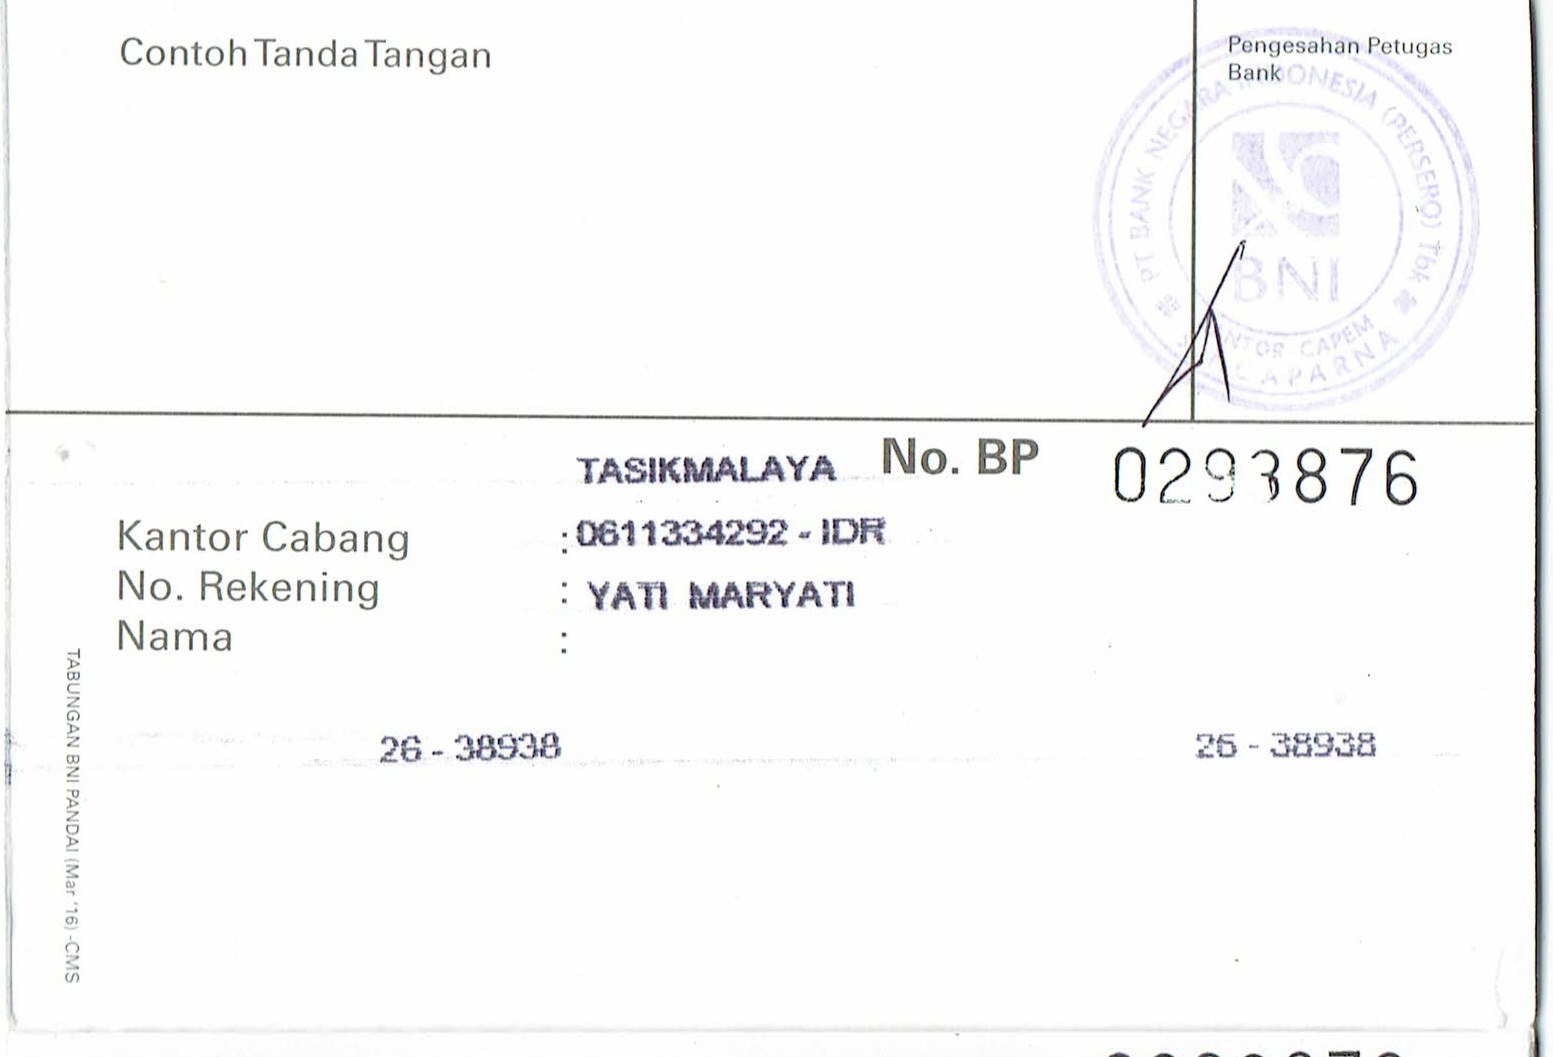 Contoh Tanda Tangan
Pengesahan Petugas
Bank
PT BANK NEGARA INDONESIA (PERSERO) Tbk
BNI
KANTOR CAPEM
TASIKMALAYA No. BP 0293876
Kantor Cabang : 0611334292 - IDR
No. Rekening : YATI MARYATI
Nama :
26 - 38938 26 - 38938
TABUNGAN BNI PANDAI (Mar '16) -CMS